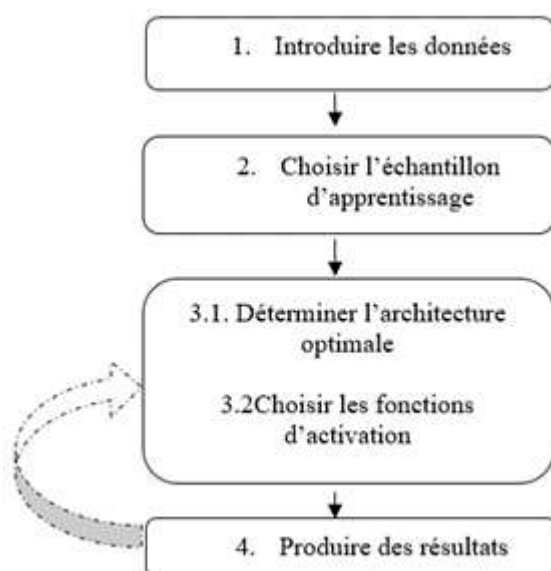 1. Introduire les données
2. Choisir l'échantillon
d'apprentissage
3.1. Déterminer l'architecture
optimale
3.2Choisir les fonctions
d'activation
4. Produire des résultats